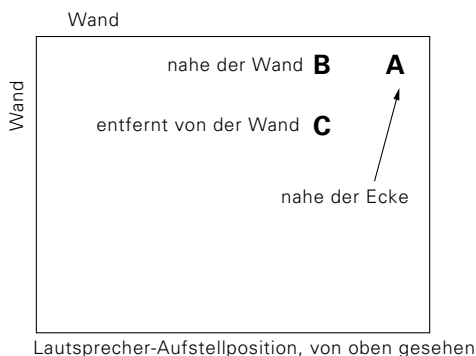 Wand
Wand
nahe der Wand B A
entfernt von der Wand C
nahe der Ecke
Lautsprecher-Aufstellposition, von oben gesehen